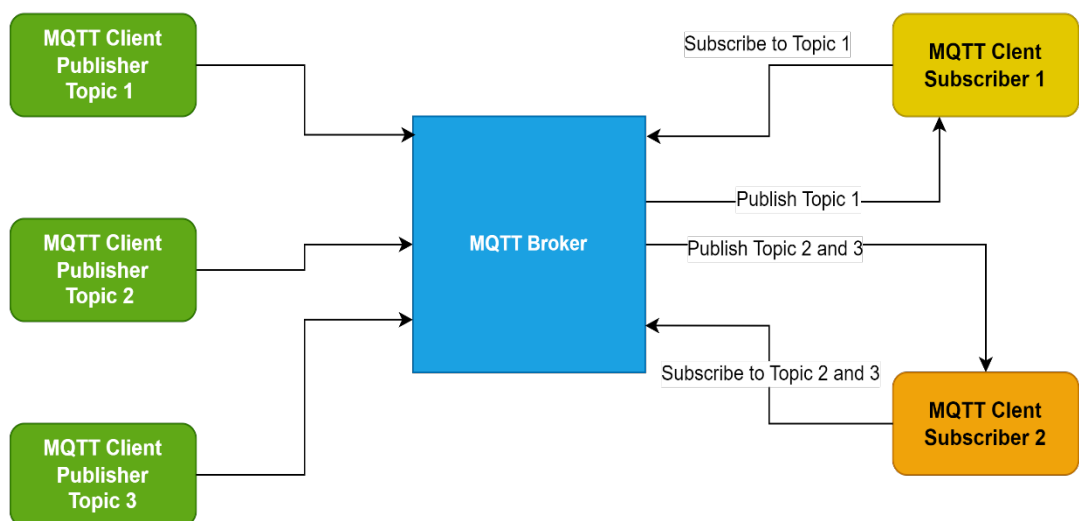 MQTT Client
Publisher
Topic 1
MQTT Client
Publisher
Topic 2
MQTT Client
Publisher
Topic 3
MQTT Broker
Subscribe to Topic 1
Publish Topic 1
Publish Topic 2 and 3
Subscribe to Topic 2 and 3
MQTT Clent
Subscriber 1
MQTT Clent
Subscriber 2